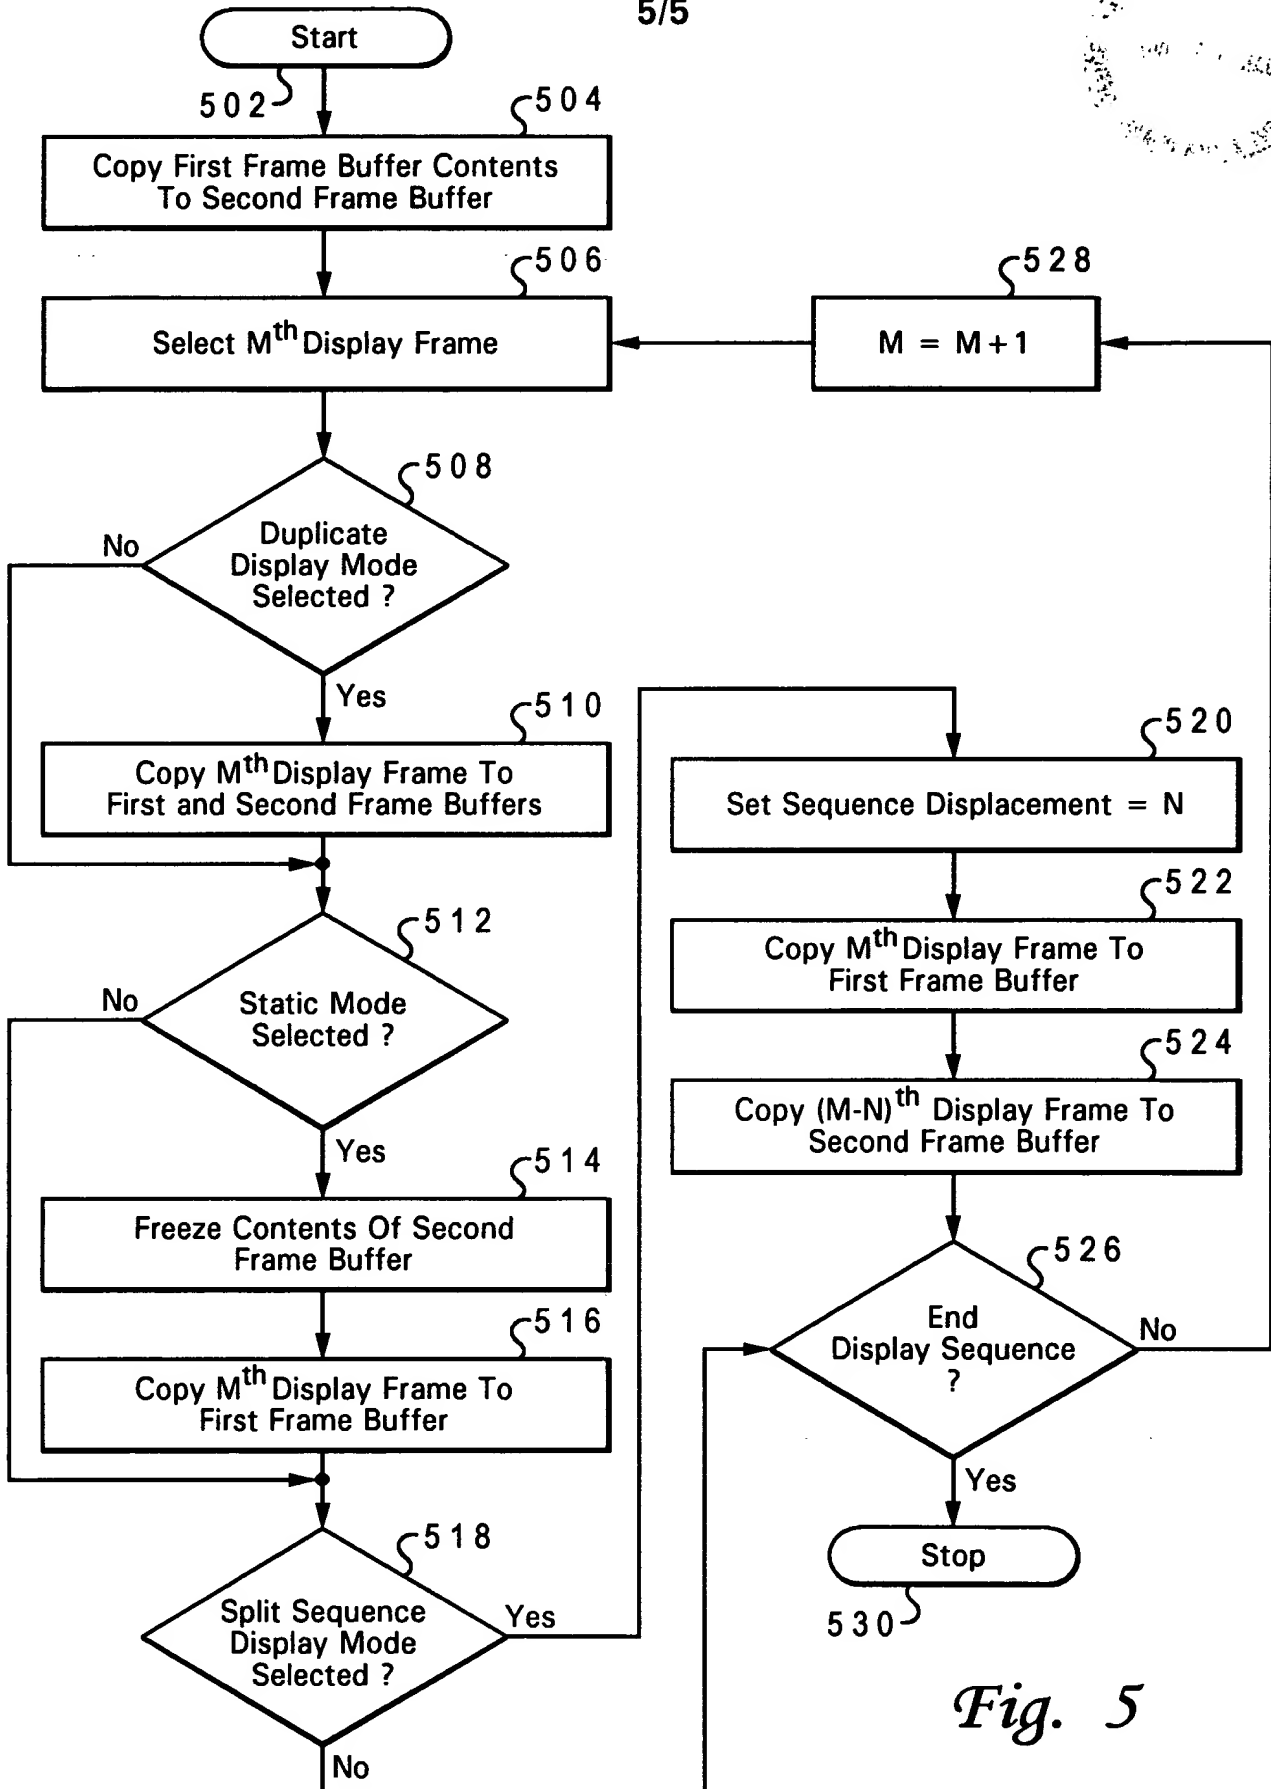 5/5
Start
502
504
Copy First Frame Buffer Contents
To Second Frame Buffer
506
Select Mth Display Frame
528
M = M+1
508
Duplicate
Display Mode
Selected ?
No
Yes
510
Copy Mth Display Frame To
First and Second Frame Buffers
512
Static Mode
Selected ?
No
Yes
514
Freeze Contents Of Second
Frame Buffer
516
Copy Mth Display Frame To
First Frame Buffer
518
Split Sequence
Display Mode
Selected ?
Yes
No
520
Set Sequence Displacement = N
522
Copy Mth Display Frame To
First Frame Buffer
524
Copy (M-N)th Display Frame To
Second Frame Buffer
526
End
Display Sequence
?
No
Yes
Stop
530
Fig. 5